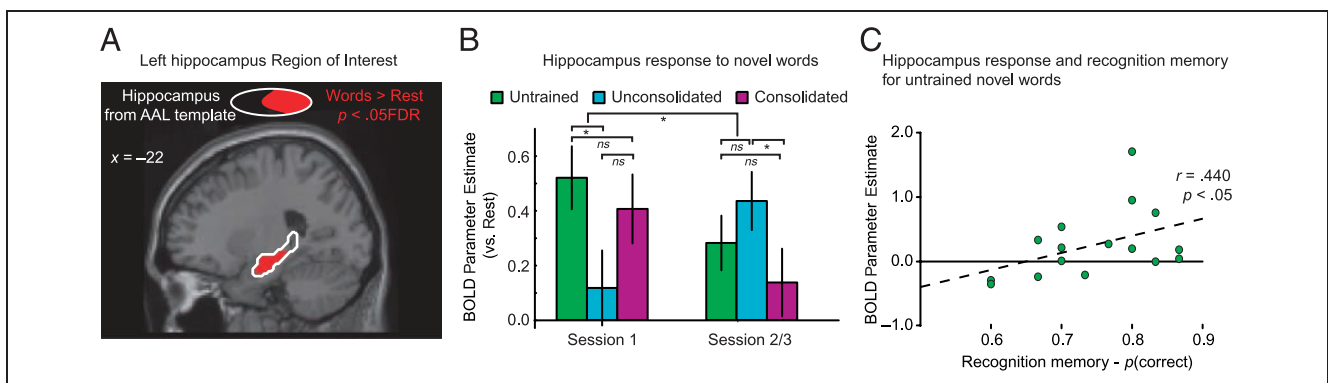 A
Left hippocampus Region of Interest
Hippocampus
from AAL template
Words > Rest
p < .05FDR
x = –22
B
Hippocampus response to novel words
Untrained
Unconsolidated
Consolidated
*
*
ns
ns
ns
*
ns
BOLD Parameter Estimate
(vs. Rest)
0.6
0.4
0.2
0.0
Session 1
Session 2/3
C
Hippocampus response and recognition memory
for untrained novel words
BOLD Parameter Estimate
2.0
1.0
0.0
–1.0
r = .440
p < .05
0.6
0.7
0.8
0.9
Recognition memory - p(correct)